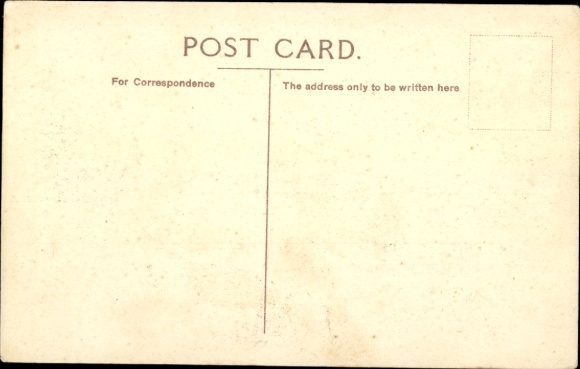 POST CARD.
For Correspondence
The address only to be written here